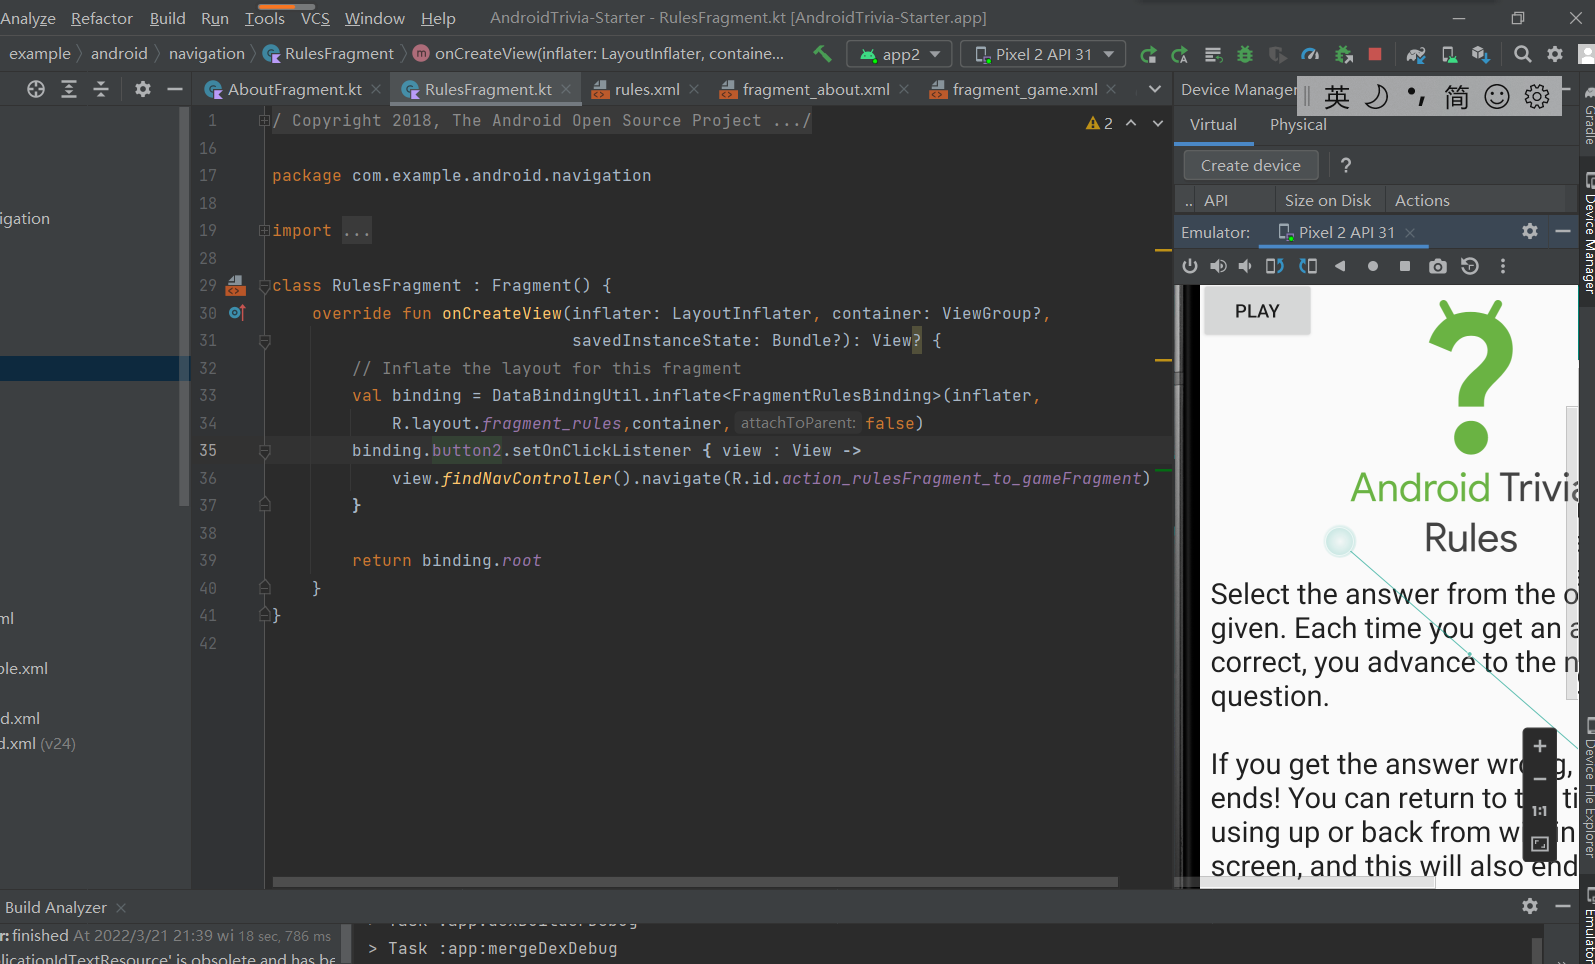 Analyze Refactor Build Run Tools VCS Window Help AndroidTrivia-Starter - RulesFragment.kt [AndroidTrivia-Starter.app]
example android navigation RulesFragment m onCreateView(inflater: LayoutInflater, containe... app2 Pixel 2 API 31
AboutFragment.kt RulesFragment.kt rules.xml fragment_about.xml fragment_game.xml
Device Manager
英 简
Virtual Physical
Create device ?
.. API Size on Disk Actions
Emulator: Pixel 2 API 31
igation
ml
ble.xml
d.xml
d.xml (v24)
2
1 / Copyright 2018, The Android Open Source Project .../
16
17 package com.example.android.navigation
18
19 import ...
28
29 class RulesFragment : Fragment() {
30 override fun onCreateView(inflater: LayoutInflater, container: ViewGroup?,
31 savedInstanceState: Bundle?): View? {
32 // Inflate the layout for this fragment
33 val binding = DataBindingUtil.inflate<FragmentRulesBinding>(inflater,
34 R.layout.fragment_rules,container, attachToParent: false)
35 binding.button2.setOnClickListener { view : View ->
36 view.findNavController().navigate(R.id.action_rulesFragment_to_gameFragment)
37 }
38
39 return binding.root
40 }
41 }
42
PLAY
Android Trivia
Rules
Select the answer from the o
given. Each time you get an a
correct, you advance to the n
question.
If you get the answer wrong,
ends! You can return to t ti
using up or back from within
screen, and this will also end
1:1
Gradle
Device Manager
Device File Explorer
Emulator
Build Analyzer
r: finished At 2022/3/21 21:39 wi 18 sec, 786 ms
licationIdTextResource' is obsolete and has be
> Task :app:dexBuilderDebug
> Task :app:mergeDexDebug